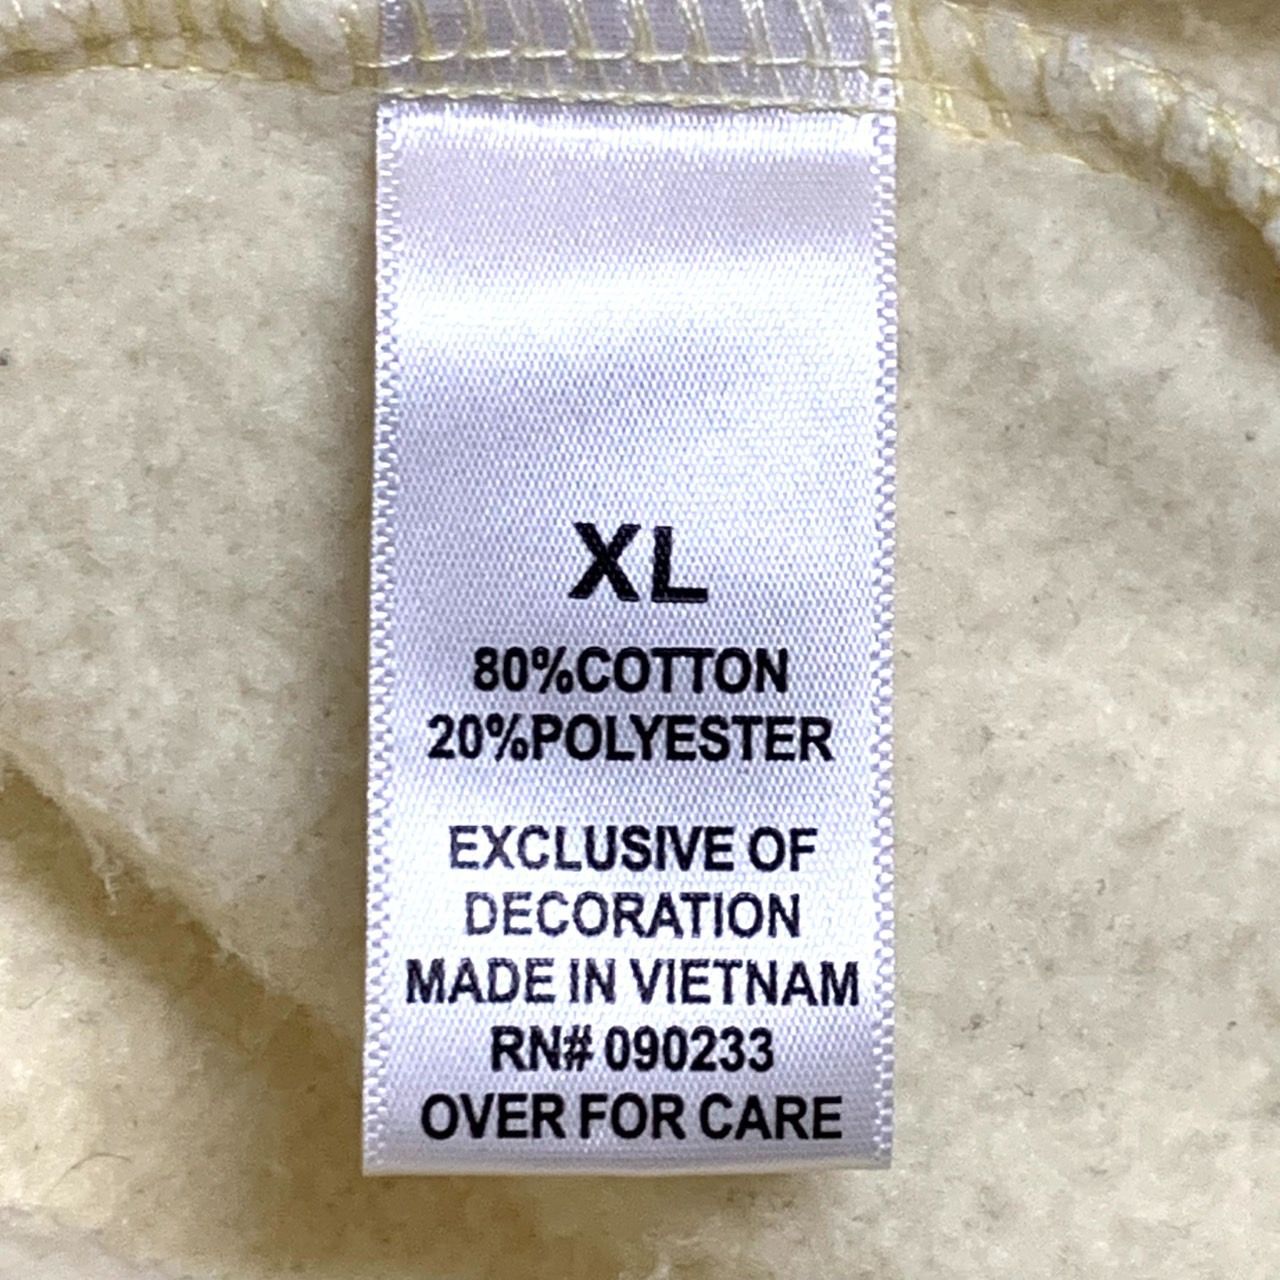 XL
80%COTTON
20%POLYESTER
EXCLUSIVE OF
DECORATION
MADE IN VIETNAM
RN# 090233
OVER FOR CARE